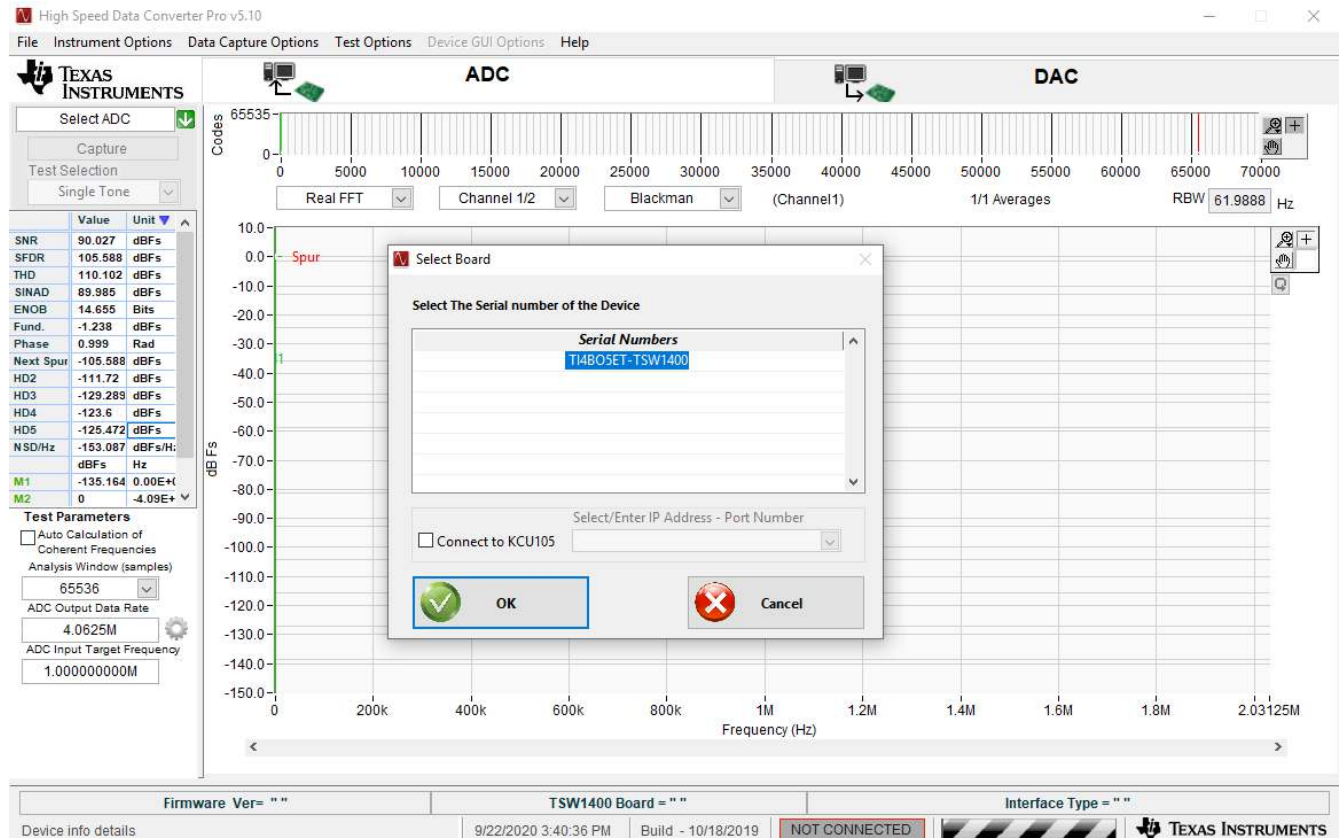 High Speed Data Converter Pro v5.10
File Instrument Options Data Capture Options Test Options Device GUI Options Help
TEXAS INSTRUMENTS
ADC
DAC
Select ADC
Capture
Test Selection
Single Tone
Value Unit
SNR 90.027 dBFs
SFDR 105.588 dBFs
THD 110.102 dBFs
SINAD 89.985 dBFs
ENOB 14.655 Bits
Fund. -1.238 dBFs
Phase 0.999 Rad
Next Spur -105.588 dBFs
HD2 -111.72 dBFs
HD3 -129.289 dBFs
HD4 -123.6 dBFs
HD5 -125.472 dBFs
NSD/Hz -153.087 dBFs/Hz
dBFs Hz
M1 -135.164 0.00E+(
M2 0 -4.09E+
Test Parameters
Auto Calculation of
Coherent Frequencies
Analysis Window (samples)
65536
ADC Output Data Rate
4.0625M
ADC Input Target Frequency
1.000000000M
Codes
65535
0
0 5000 10000 15000 20000 25000 30000 35000 40000 45000 50000 55000 60000 65000 70000
Real FFT Channel 1/2 Blackman (Channel1) 1/1 Averages RBW 61.9888 Hz
dBFs
10.0
0.0
-10.0
-20.0
-30.0
-40.0
-50.0
-60.0
-70.0
-80.0
-90.0
-100.0
-110.0
-120.0
-130.0
-140.0
-150.0
Spur
1
0 200k 400k 600k 800k 1M 1.2M 1.4M 1.6M 1.8M 2.03125M
Frequency (Hz)
Select Board
Select The Serial number of the Device
Serial Numbers
TI4BO5ET-TSW1400
Select/Enter IP Address - Port Number
Connect to KCU105
OK Cancel
Firmware Ver= " " TSW1400 Board = " " Interface Type = " "
Device info details 9/22/2020 3:40:36 PM Build - 10/18/2019 NOT CONNECTED TEXAS INSTRUMENTS